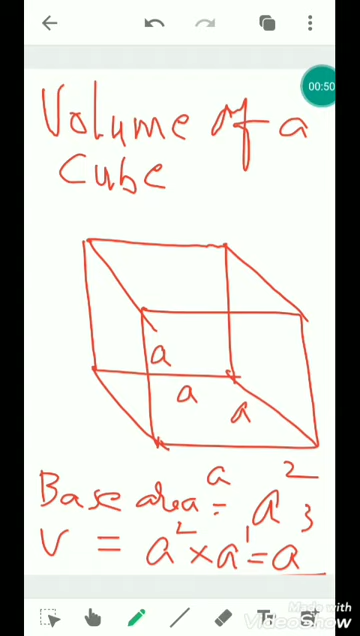 00:50
Volume of a
Cube
a
a
a
a
Base area = a²
V = a² × a¹ = a³
Made with
VideoShow